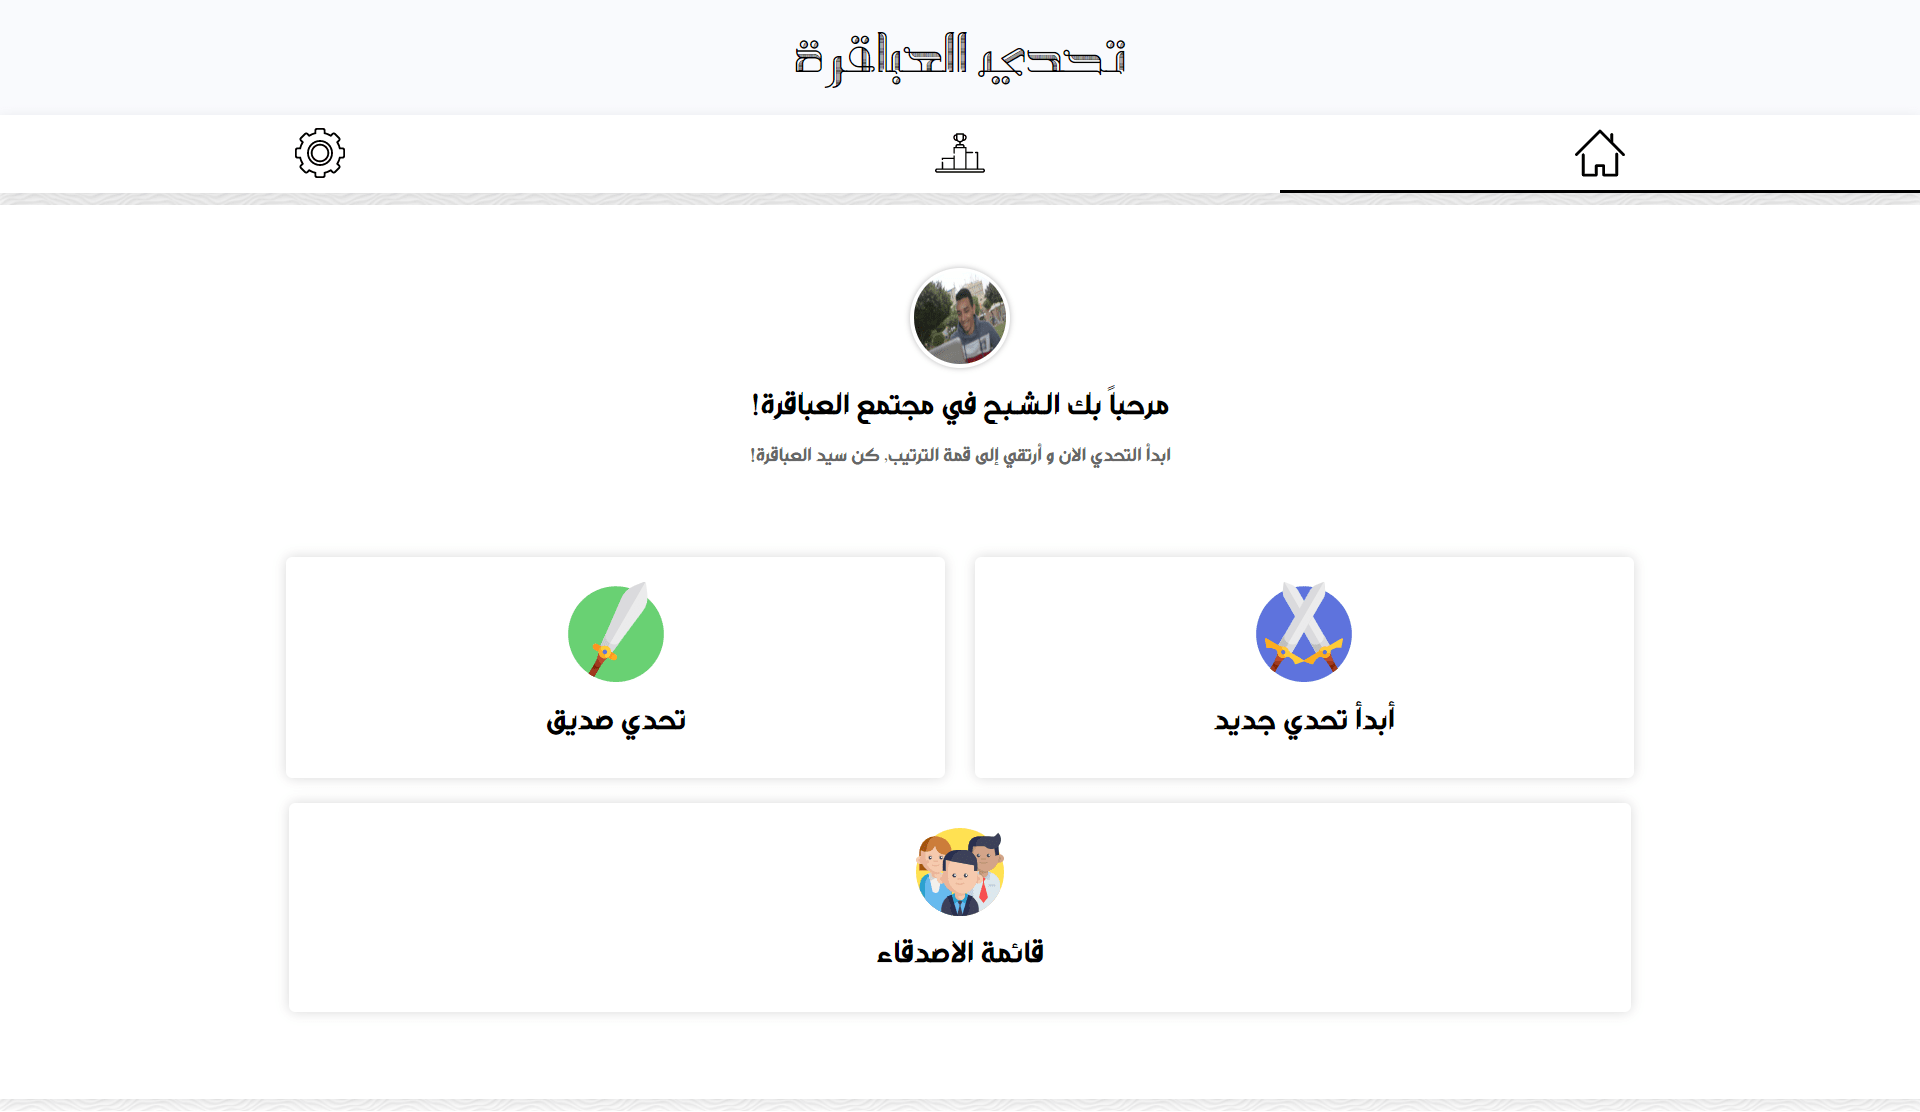 تحدي العباقرة
مرحباً بك الشبح في مجتمع العباقرة!
ابدأ التحدي الان و أرتقي إلى قمة الترتيب, كن سيد العباقرة!
أبدأ تحدي جديد
تحدي صديق
قائمة الاصدقاء